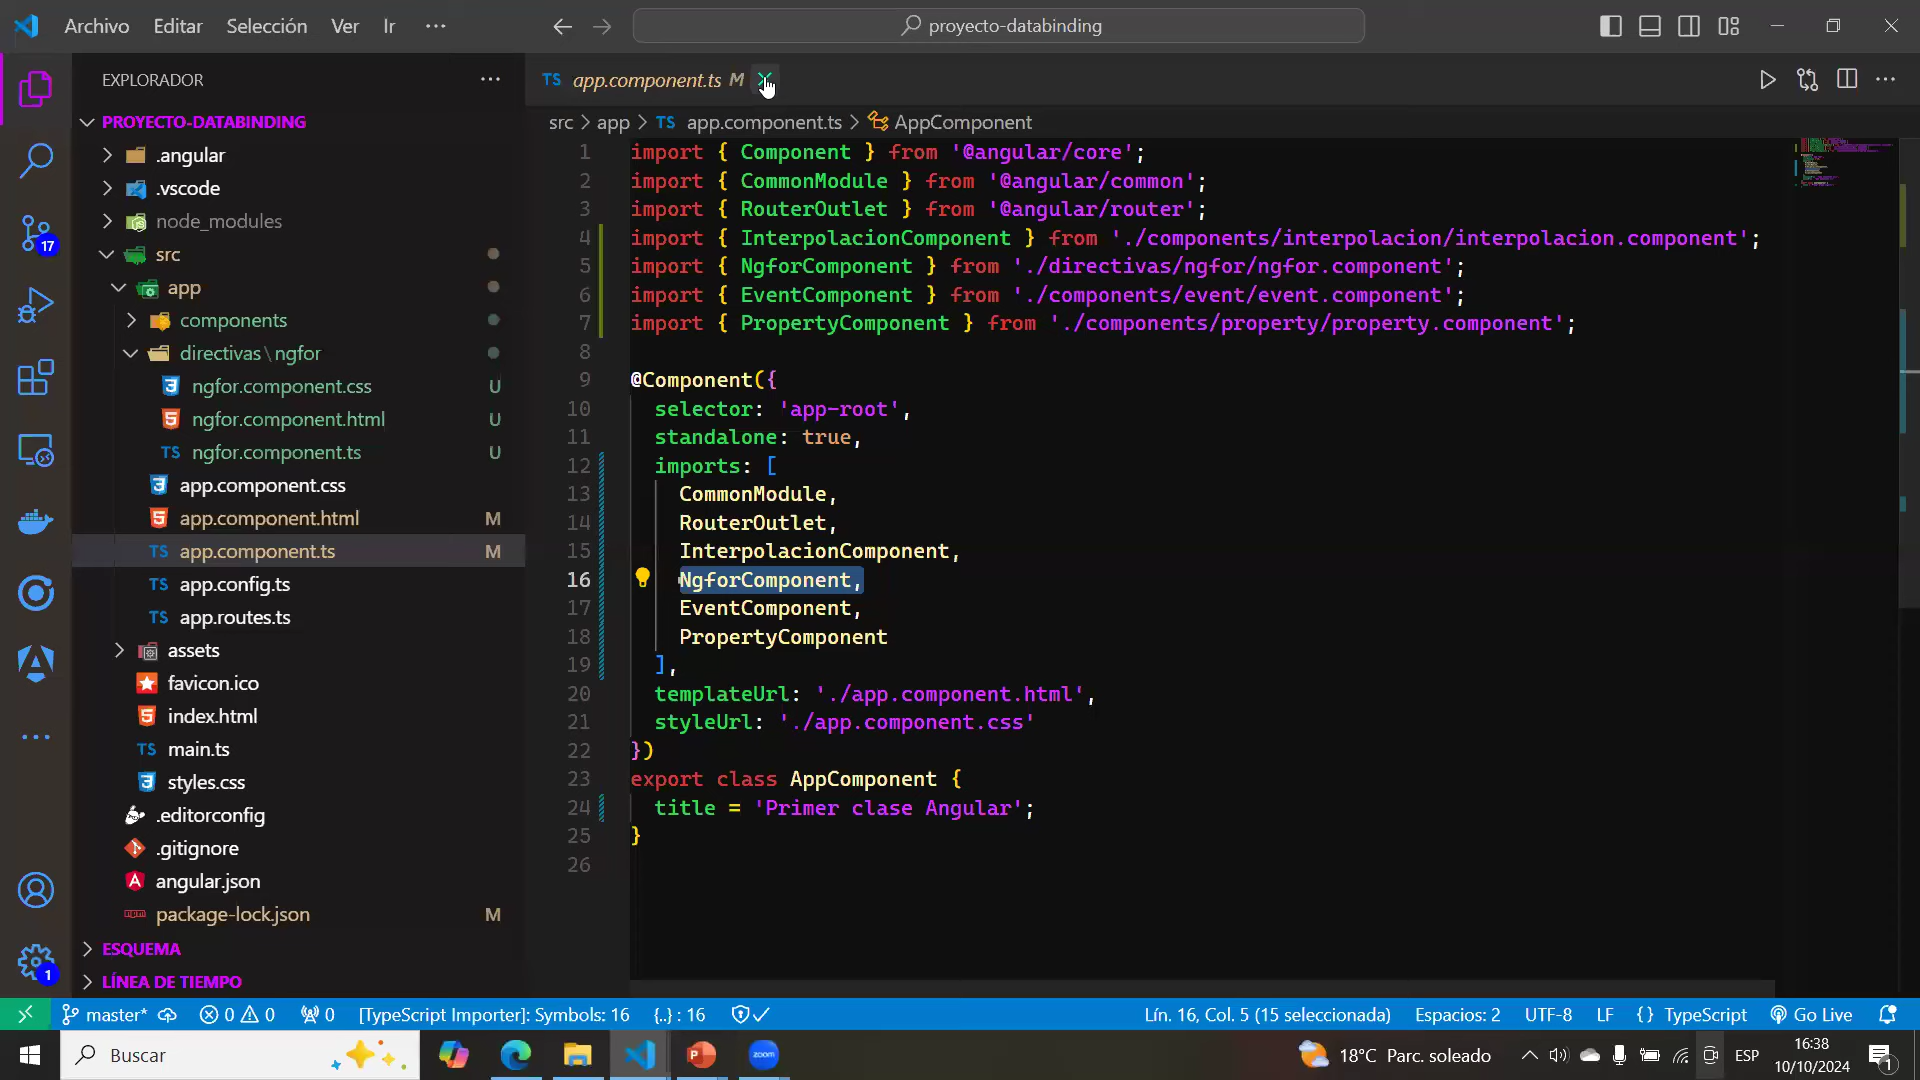 Archivo Editar Selección Ver Ir ···
proyecto-databinding
EXPLORADOR
PROYECTO-DATABINDING
.angular
.vscode
node_modules
src
app
components
directivas\ngfor
ngfor.component.css U
ngfor.component.html U
ngfor.component.ts U
app.component.css
app.component.html M
app.component.ts M
app.config.ts
app.routes.ts
assets
favicon.ico
index.html
main.ts
styles.css
.editorconfig
.gitignore
angular.json
package-lock.json M
ESQUEMA
LÍNEA DE TIEMPO
17
1
TS app.component.ts M
src > app > TS app.component.ts > AppComponent
1 import { Component } from '@angular/core';
2 import { CommonModule } from '@angular/common';
3 import { RouterOutlet } from '@angular/router';
4 import { InterpolacionComponent } from './components/interpolacion/interpolacion.component';
5 import { NgforComponent } from './directivas/ngfor/ngfor.component';
6 import { EventComponent } from './components/event/event.component';
7 import { PropertyComponent } from './components/property/property.component';
8
9 @Component({
10 selector: 'app-root',
11 standalone: true,
12 imports: [
13 CommonModule,
14 RouterOutlet,
15 InterpolacionComponent,
16 NgforComponent,
17 EventComponent,
18 PropertyComponent
19 ],
20 templateUrl: './app.component.html',
21 styleUrl: './app.component.css'
22 })
23 export class AppComponent {
24 title = 'Primer clase Angular';
25 }
26
master* 0 0 0 [TypeScript Importer]: Symbols: 16 {..} : 16 Lín. 16, Col. 5 (15 seleccionada) Espacios: 2 UTF-8 LF {} TypeScript Go Live
Buscar
zoom
18°C Parc. soleado
ESP
16:38
10/10/2024
1